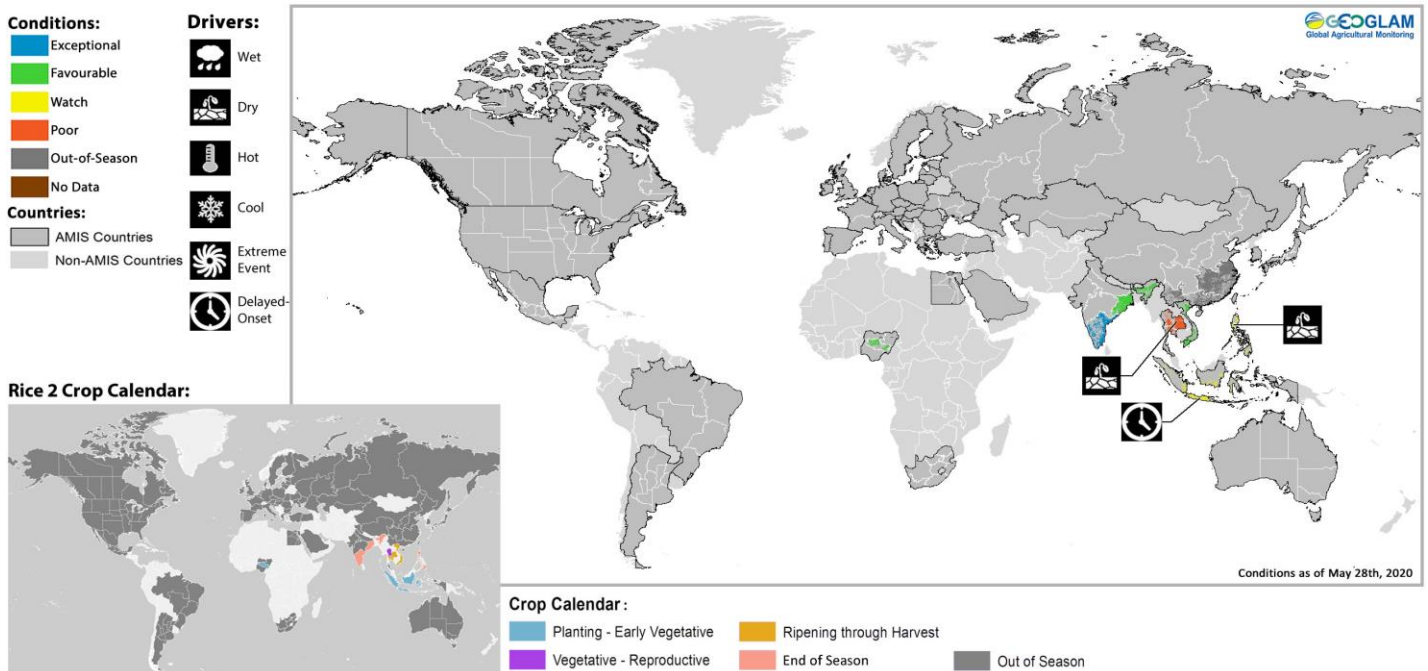 Conditions:
Exceptional
Favourable
Watch
Poor
Out-of-Season
No Data
Countries:
AMIS Countries
Non-AMIS Countries
Drivers:
Wet
Dry
Hot
Cool
Extreme
Event
Delayed-
Onset
GEOGLAM
Global Agricultural Monitoring
Conditions as of May 28th, 2020
Rice 2 Crop Calendar:
Crop Calendar :
Planting - Early Vegetative
Ripening through Harvest
Vegetative - Reproductive
End of Season
Out of Season